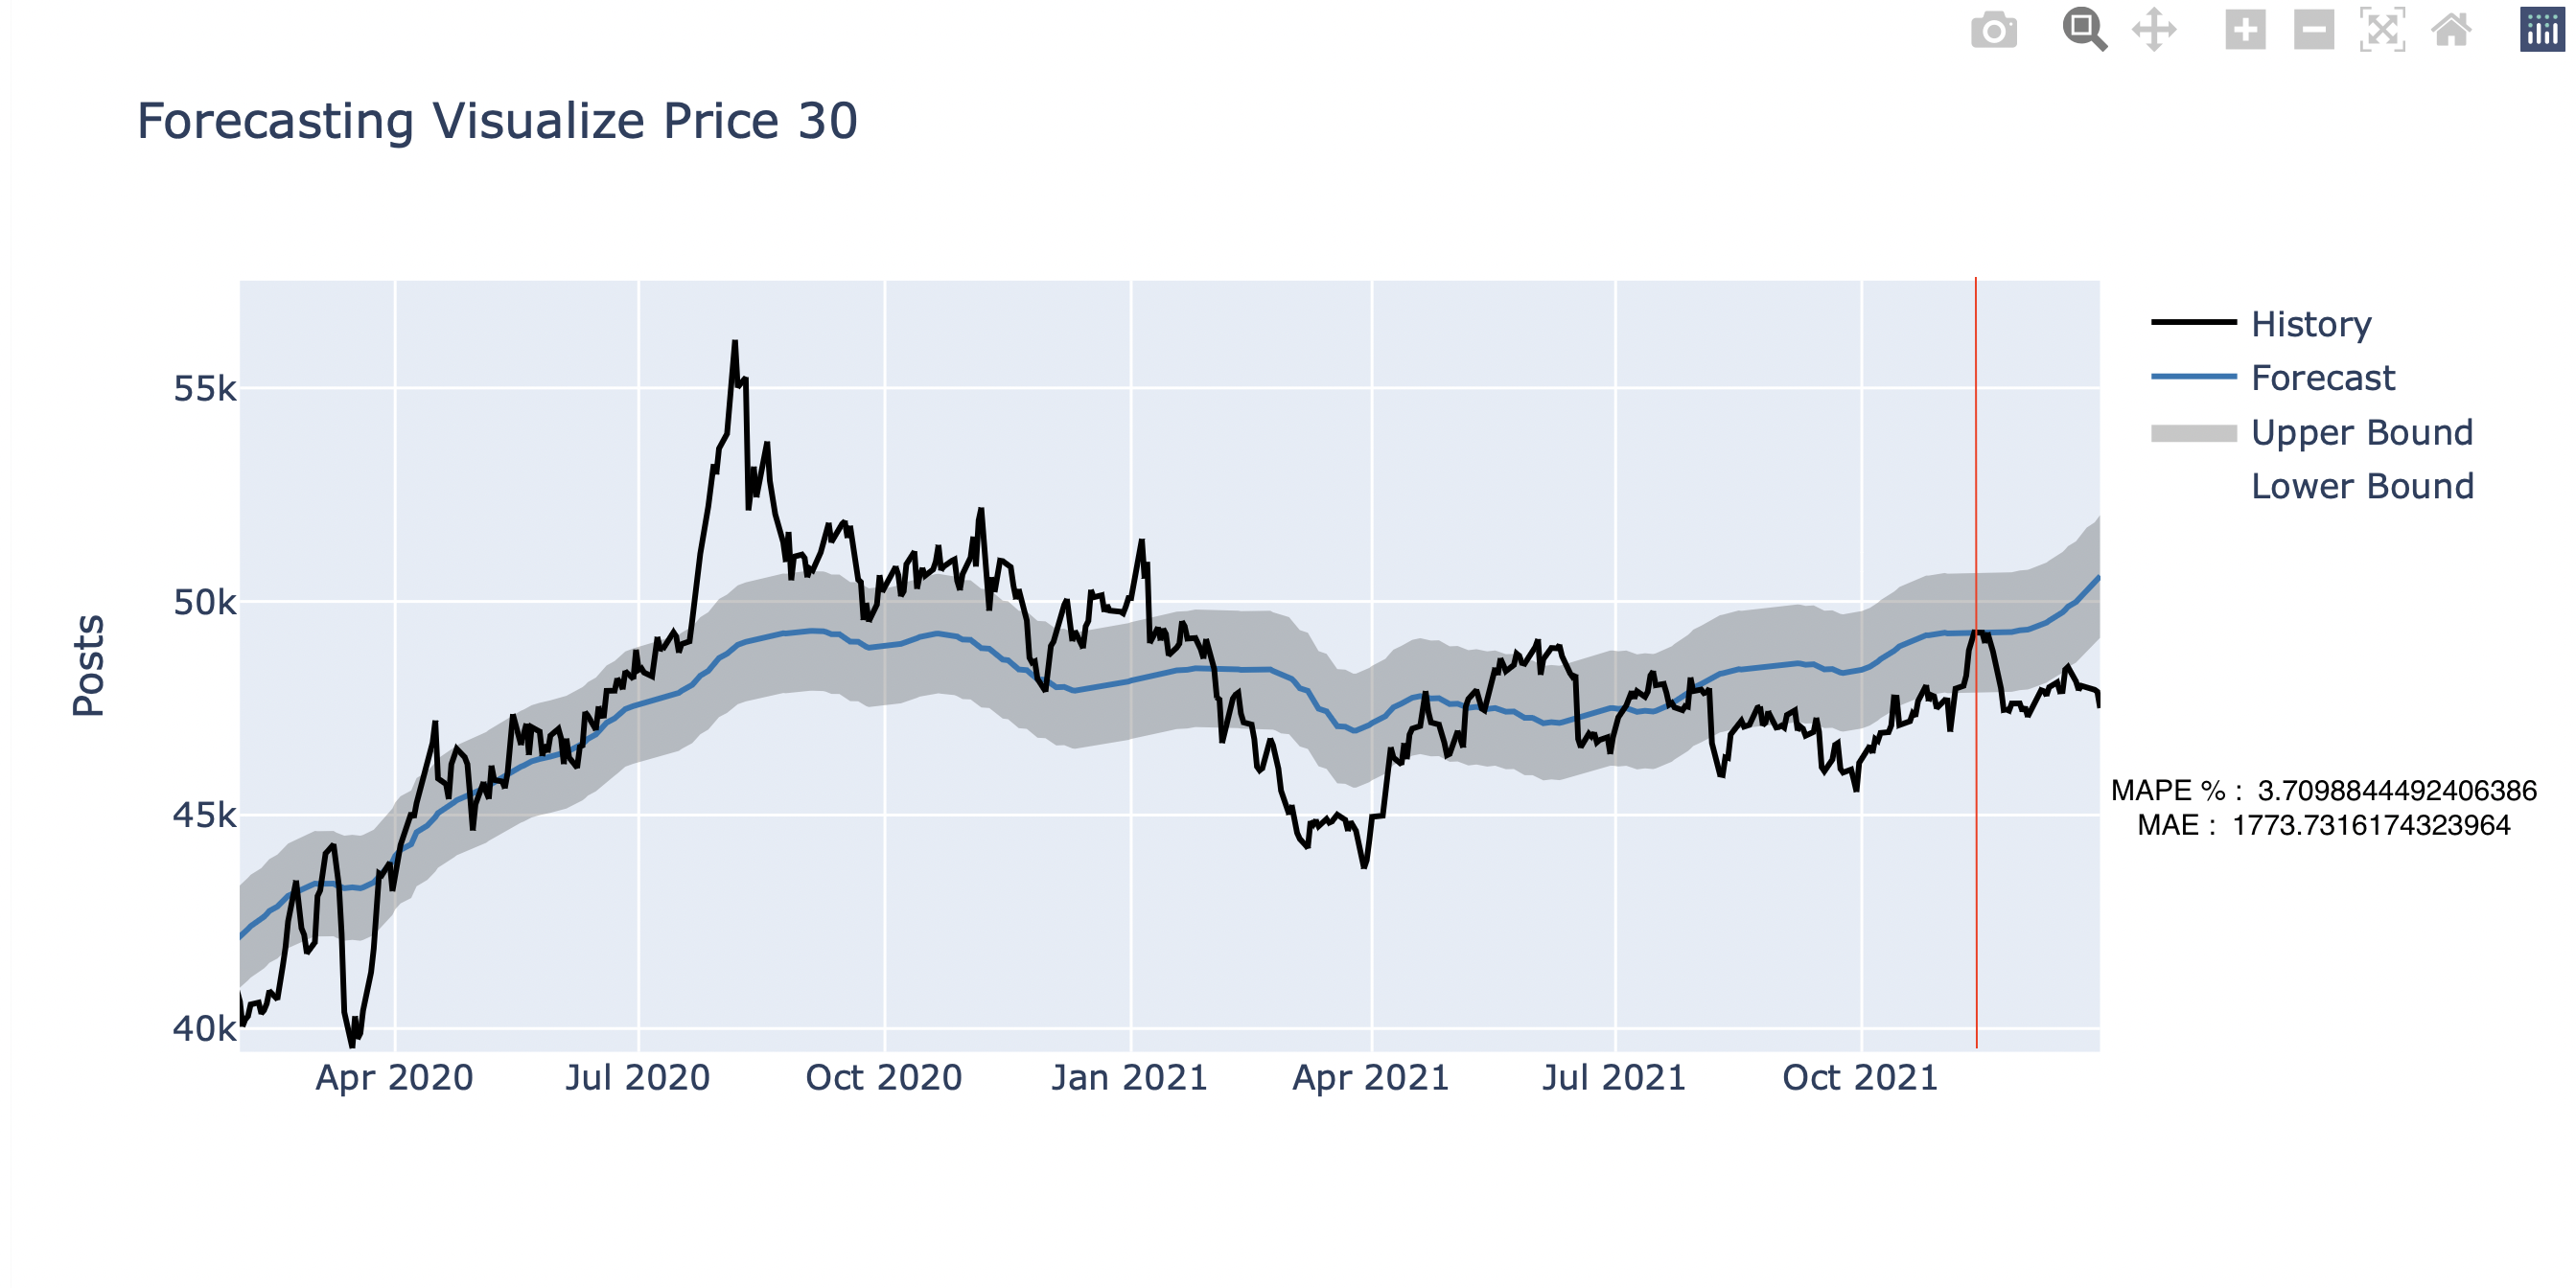 Forecasting Visualize Price 30
History
Forecast
Upper Bound
Lower Bound
55k
50k
45k
40k
Posts
Apr 2020
Jul 2020
Oct 2020
Jan 2021
Apr 2021
Jul 2021
Oct 2021
MAPE % : 3.7098844492406386
MAE : 1773.7316174323964